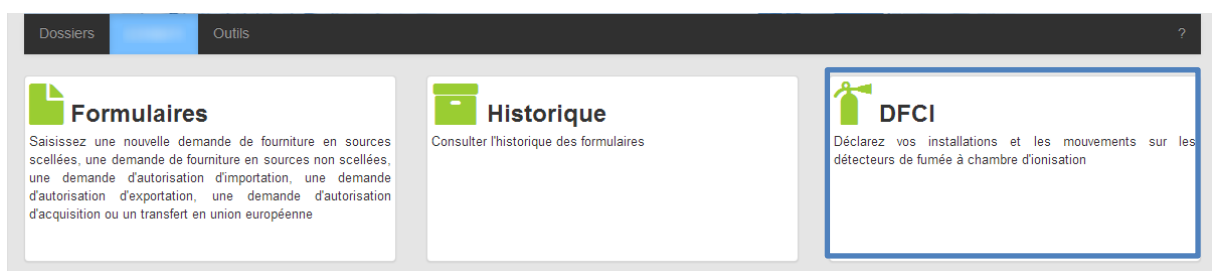 Dossiers
Outils
?
Formulaires
Saisissez une nouvelle demande de fourniture en sources
scellées, une demande de fourniture en sources non scellées,
une demande d'autorisation d'importation, une demande
d'autorisation d'exportation, une demande d'autorisation
d'acquisition ou un transfert en union européenne
Historique
Consulter l'historique des formulaires
DFCI
Déclarez vos installations et les mouvements sur les
détecteurs de fumée à chambre d'ionisation